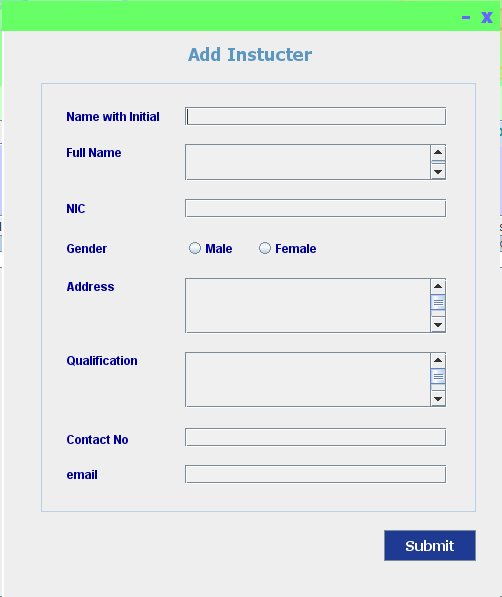 - x
Add Instucter
Name with Initial
Full Name
NIC
Gender Male Female
Address
Qualification
Contact No
email
Submit